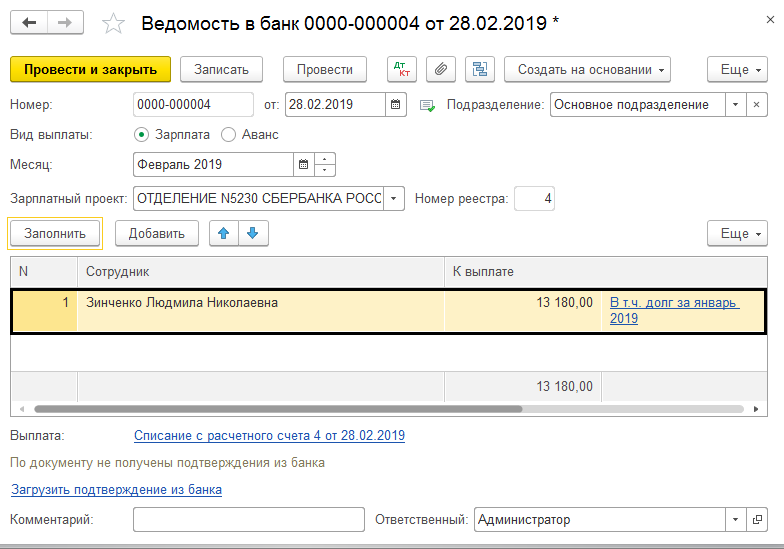 Ведомость в банк 0000-000004 от 28.02.2019 *
Провести и закрыть Записать Провести Дт Кт Создать на основании Еще
Номер: 0000-000004 от: 28.02.2019 Подразделение: Основное подразделение
Вид выплаты: Зарплата Аванс
Месяц: Февраль 2019
Зарплатный проект: ОТДЕЛЕНИЕ N5230 СБЕРБАНКА РОСС Номер реестра: 4
Заполнить Добавить Еще
N Сотрудник К выплате
1 Зинченко Людмила Николаевна 13 180,00 В т.ч. долг за январь
2019
13 180,00
Выплата: Списание с расчетного счета 4 от 28.02.2019
По документу не получены подтверждения из банка
Загрузить подтверждение из банка
Комментарий: Ответственный: Администратор